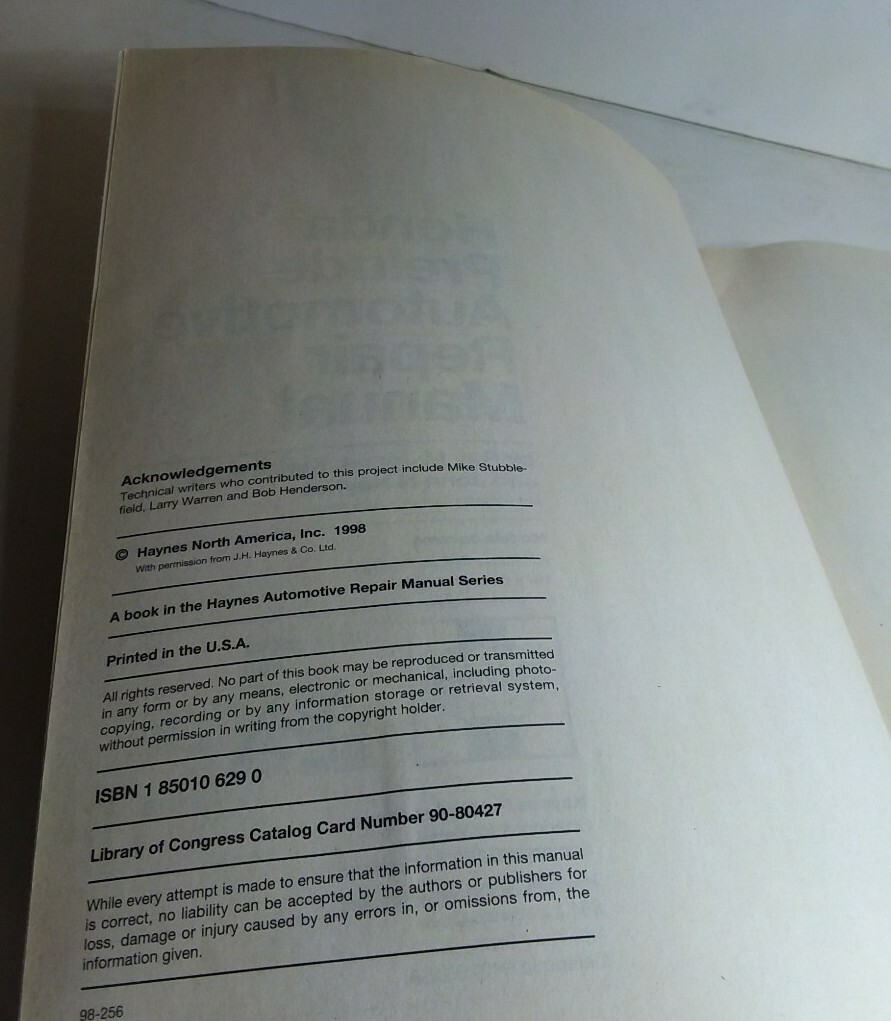 Acknowledgements
Technical writers who contributed to this project include Mike Stubble-
field, Larry Warren and Bob Henderson.
© Haynes North America, Inc. 1998
With permission from J.H. Haynes & Co. Ltd.
A book in the Haynes Automotive Repair Manual Series
Printed in the U.S.A.
All rights reserved. No part of this book may be reproduced or transmitted
in any form or by any means, electronic or mechanical, including photo-
copying, recording or by any information storage or retrieval system,
without permission in writing from the copyright holder.
ISBN 1 85010 629 0
Library of Congress Catalog Card Number 90-80427
While every attempt is made to ensure that the information in this manual
is correct, no liability can be accepted by the authors or publishers for
loss, damage or injury caused by any errors in, or omissions from, the
information given.
98-256